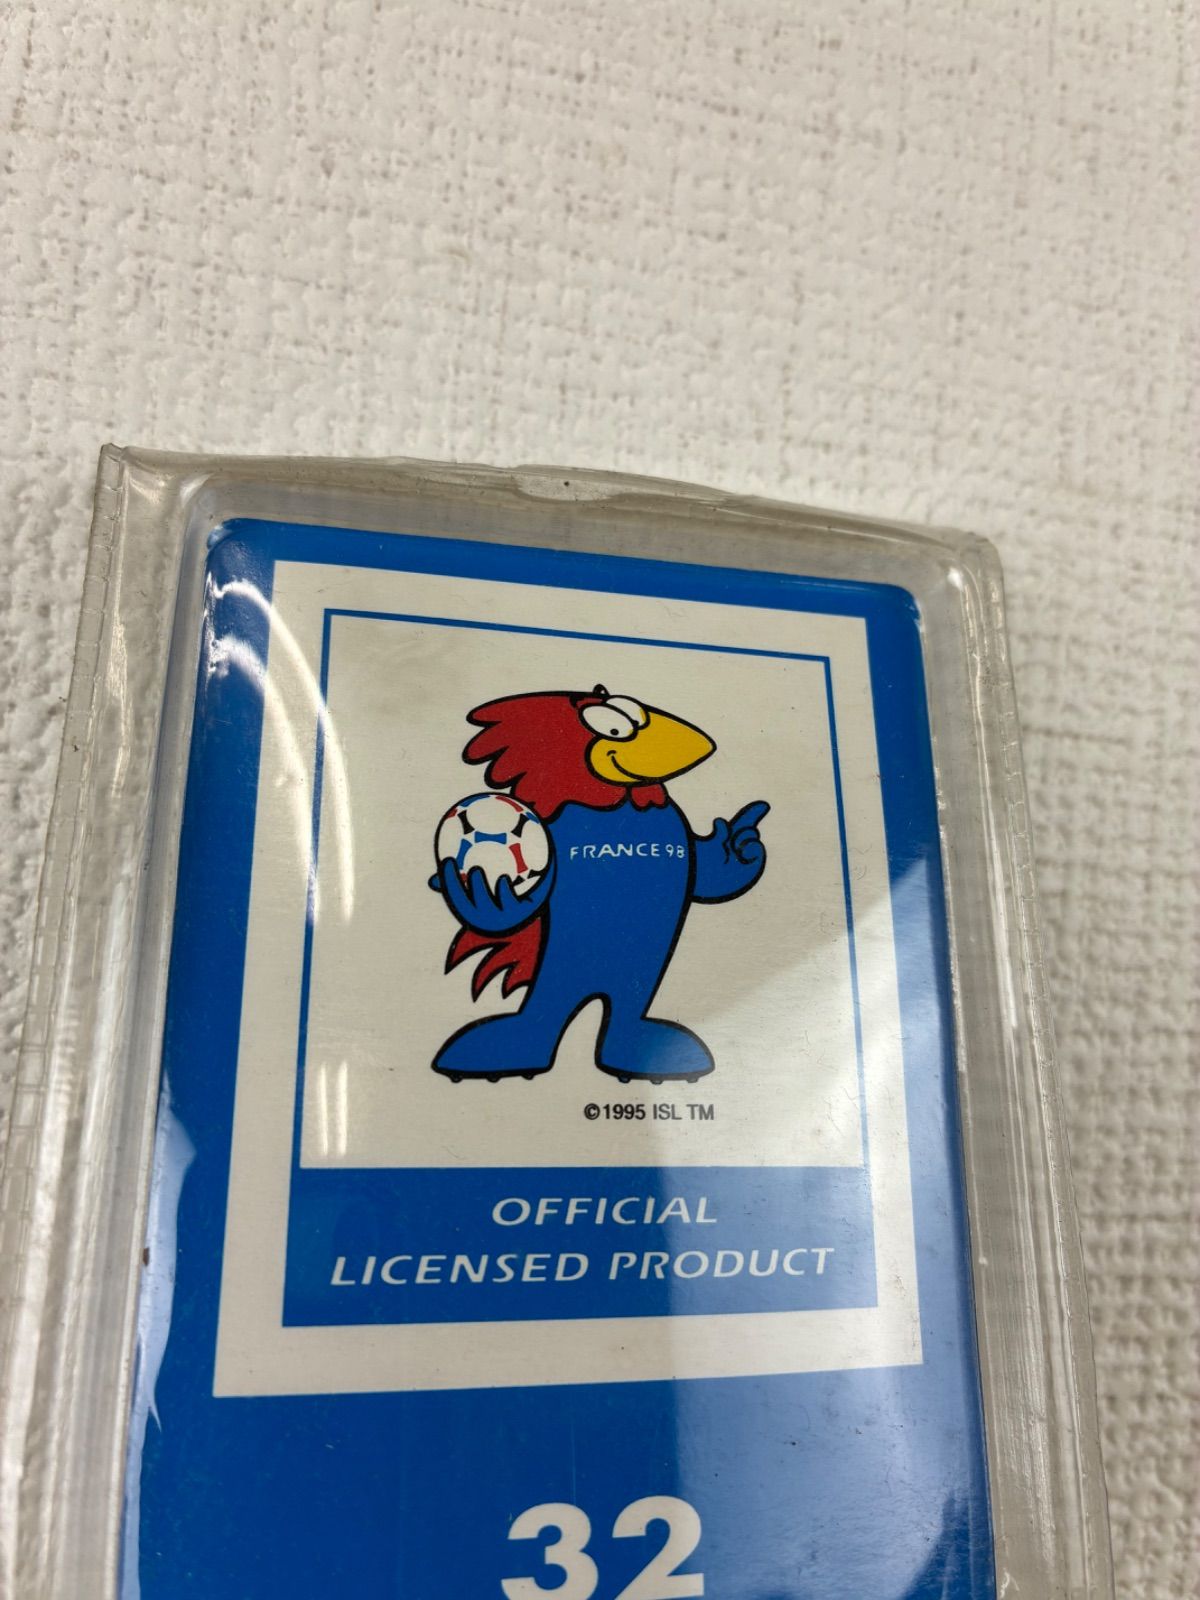 FRANCE 98
©1995 ISL TM
OFFICIAL
LICENSED PRODUCT
32